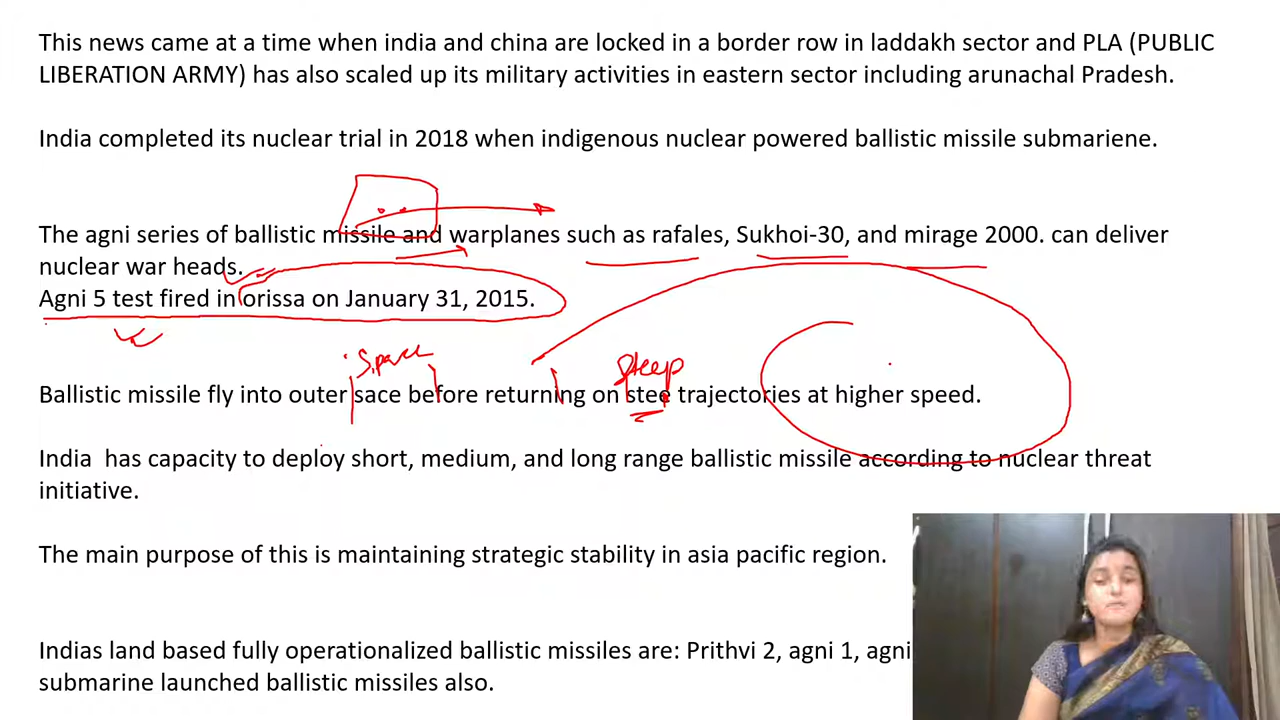 This news came at a time when india and china are locked in a border row in laddakh sector and PLA (PUBLIC
LIBERATION ARMY) has also scaled up its military activities in eastern sector including arunachal Pradesh.
India completed its nuclear trial in 2018 when indigenous nuclear powered ballistic missile submariene.
The agni series of ballistic missile and warplanes such as rafales, Sukhoi-30, and mirage 2000. can deliver
nuclear war heads.
Agni 5 test fired in orissa on January 31, 2015.
Space
steep
Ballistic missile fly into outer sace before returning on stee trajectories at higher speed.
India has capacity to deploy short, medium, and long range ballistic missile according to nuclear threat
initiative.
The main purpose of this is maintaining strategic stability in asia pacific region.
Indias land based fully operationalized ballistic missiles are: Prithvi 2, agni 1, agni
submarine launched ballistic missiles also.